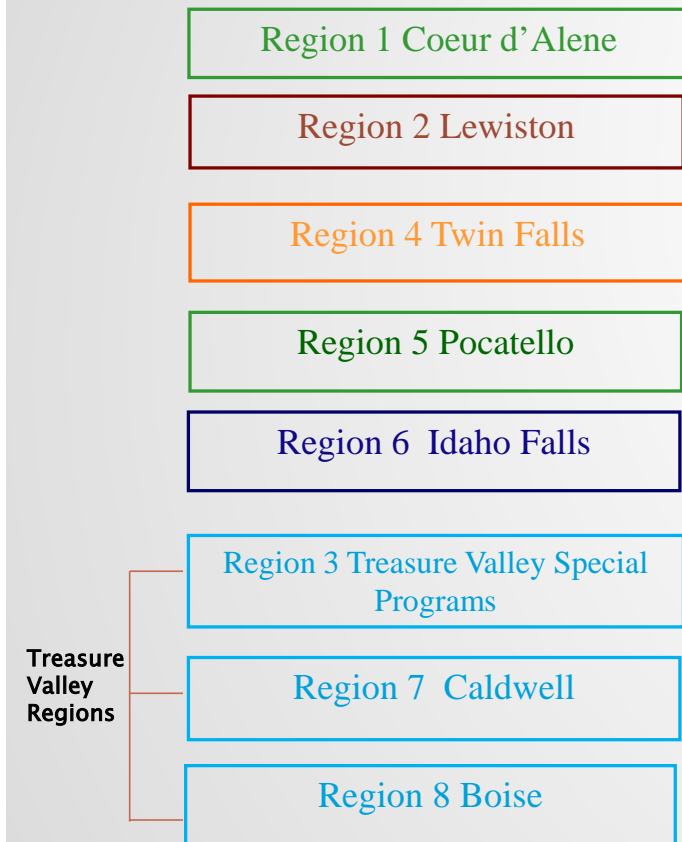 Region 1 Coeur d’Alene
Region 2 Lewiston
Region 4 Twin Falls
Region 5 Pocatello
Region 6  Idaho Falls
Region 3 Treasure Valley Special
Programs
Treasure
Valley
Regions
Region 7  Caldwell
Region 8 Boise